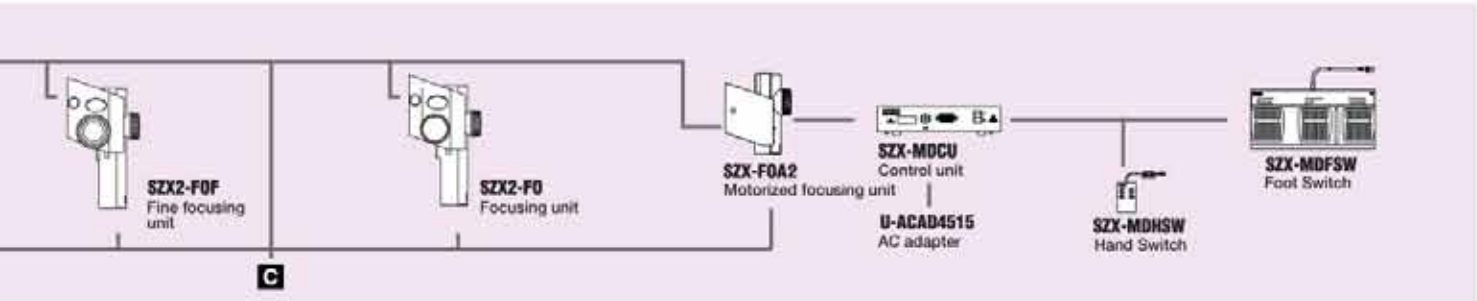 SZX2-FOF
Fine focusing
unit
SZX2-FO
Focusing unit
SZX-FOA2
Motorized focusing unit
SZX-MDCU
Control unit
U-ACAD4515
AC adapter
SZX-MDHSW
Hand Switch
SZX-MDFSW
Foot Switch
C